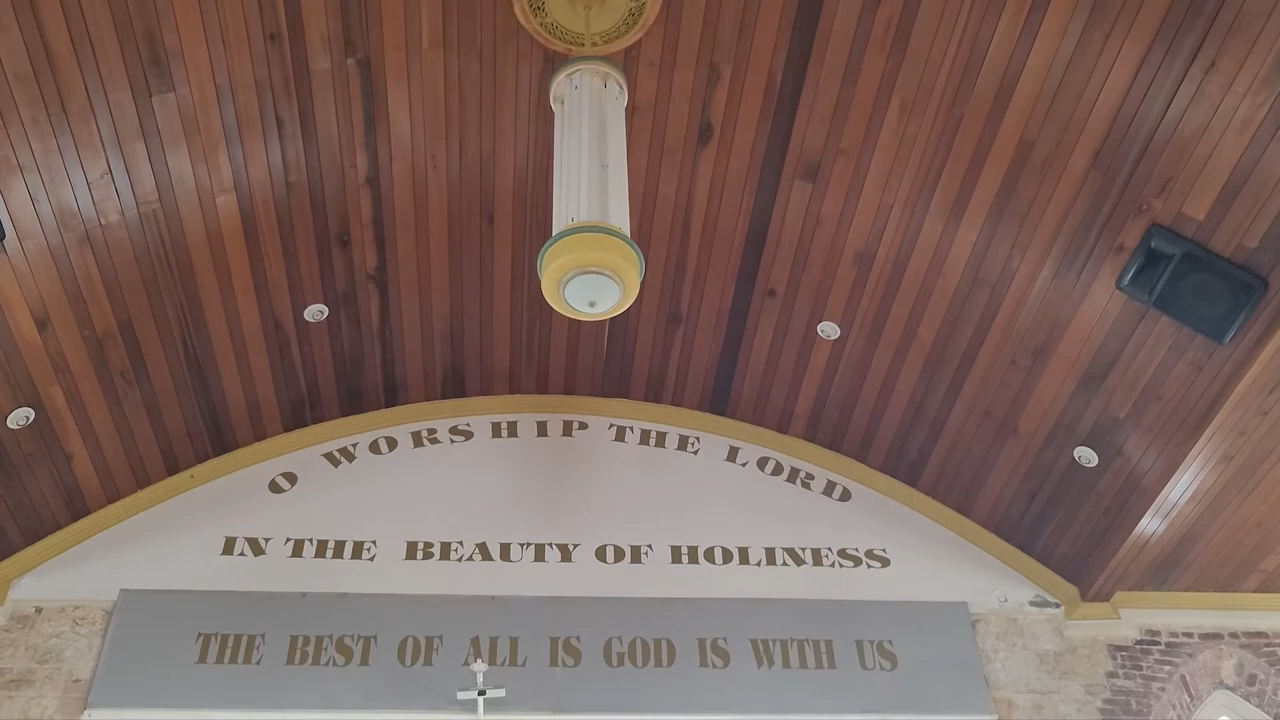 O WORSHIP THE LORD
IN THE BEAUTY OF HOLINESS
THE BEST OF ALL IS GOD IS WITH US